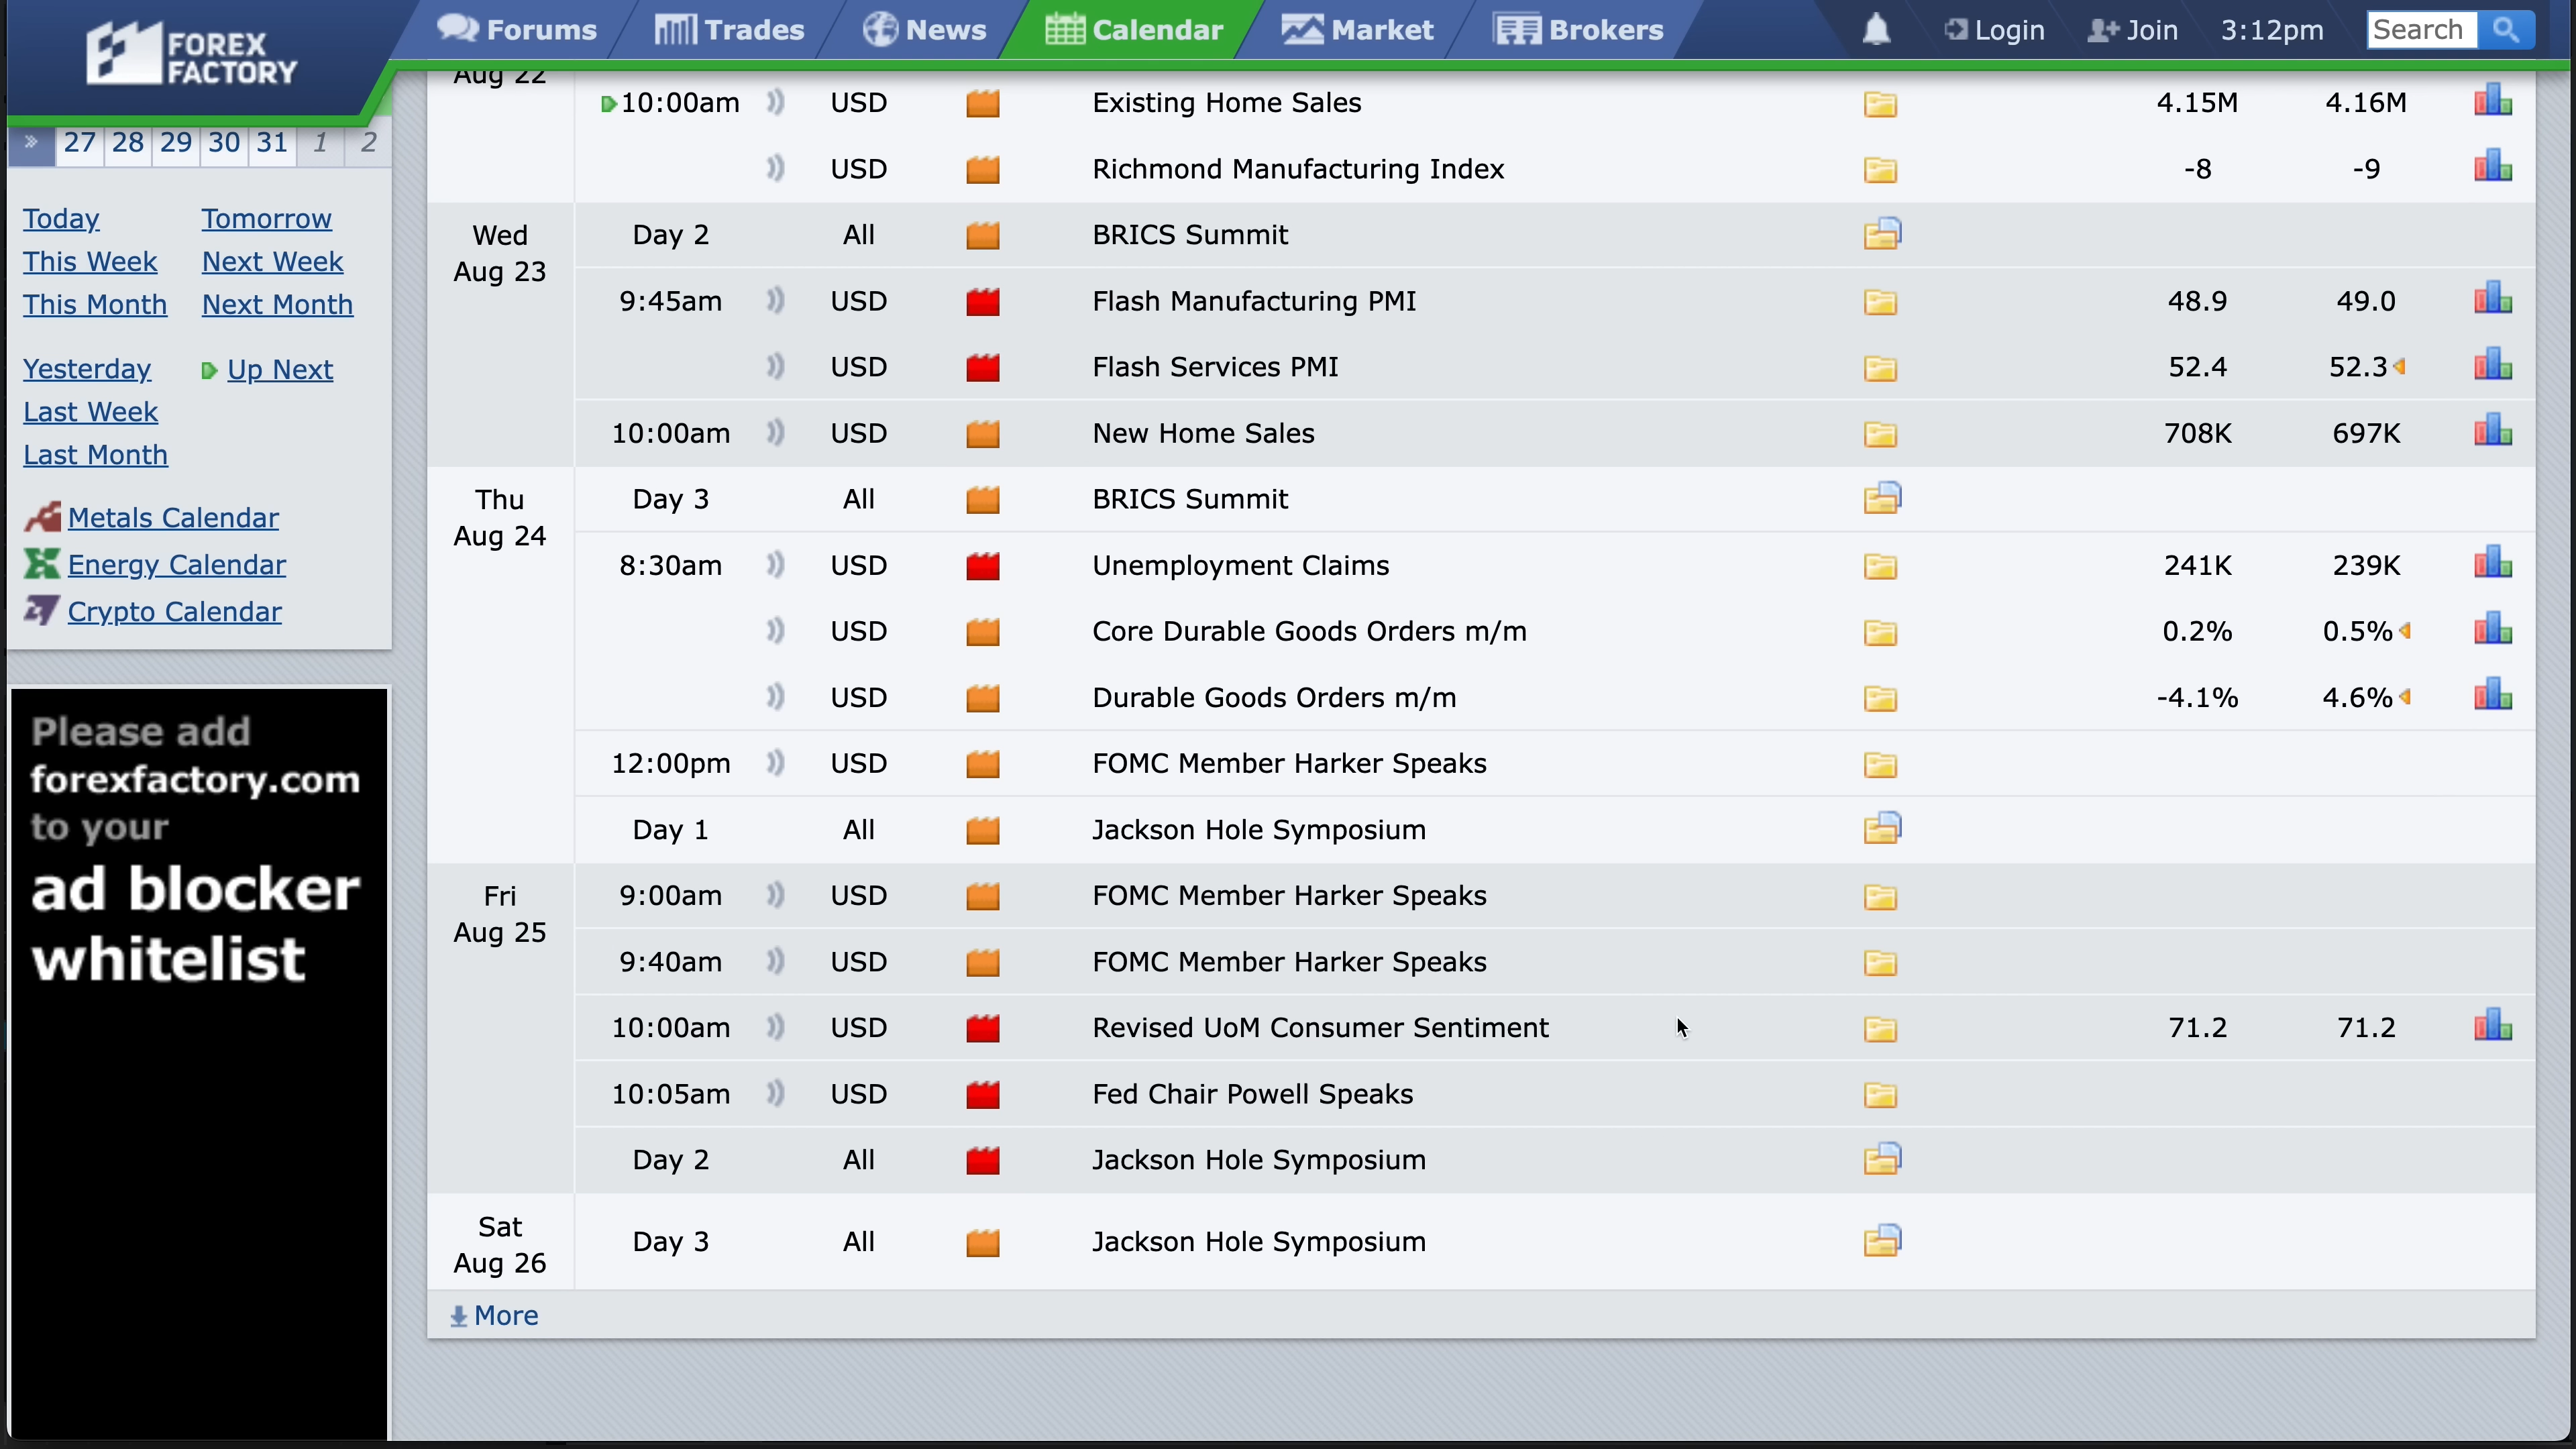 FOREX
FACTORY
Forums
Trades
News
Calendar
Market
Brokers
Login
Join
3:12pm
Search
» 27 28 29 30 31 1 2
Today Tomorrow
This Week Next Week
This Month Next Month
Yesterday Up Next
Last Week
Last Month
Metals Calendar
Energy Calendar
Crypto Calendar
Please add
forexfactory.com
to your
ad blocker
whitelist
Aug 22
10:00am USD Existing Home Sales 4.15M 4.16M
USD Richmond Manufacturing Index -8 -9
Wed
Aug 23
Day 2 All BRICS Summit
9:45am USD Flash Manufacturing PMI 48.9 49.0
USD Flash Services PMI 52.4 52.3
10:00am USD New Home Sales 708K 697K
Thu
Aug 24
Day 3 All BRICS Summit
8:30am USD Unemployment Claims 241K 239K
USD Core Durable Goods Orders m/m 0.2% 0.5%
USD Durable Goods Orders m/m -4.1% 4.6%
12:00pm USD FOMC Member Harker Speaks
Day 1 All Jackson Hole Symposium
Fri
Aug 25
9:00am USD FOMC Member Harker Speaks
9:40am USD FOMC Member Harker Speaks
10:00am USD Revised UoM Consumer Sentiment 71.2 71.2
10:05am USD Fed Chair Powell Speaks
Day 2 All Jackson Hole Symposium
Sat
Aug 26
Day 3 All Jackson Hole Symposium
More